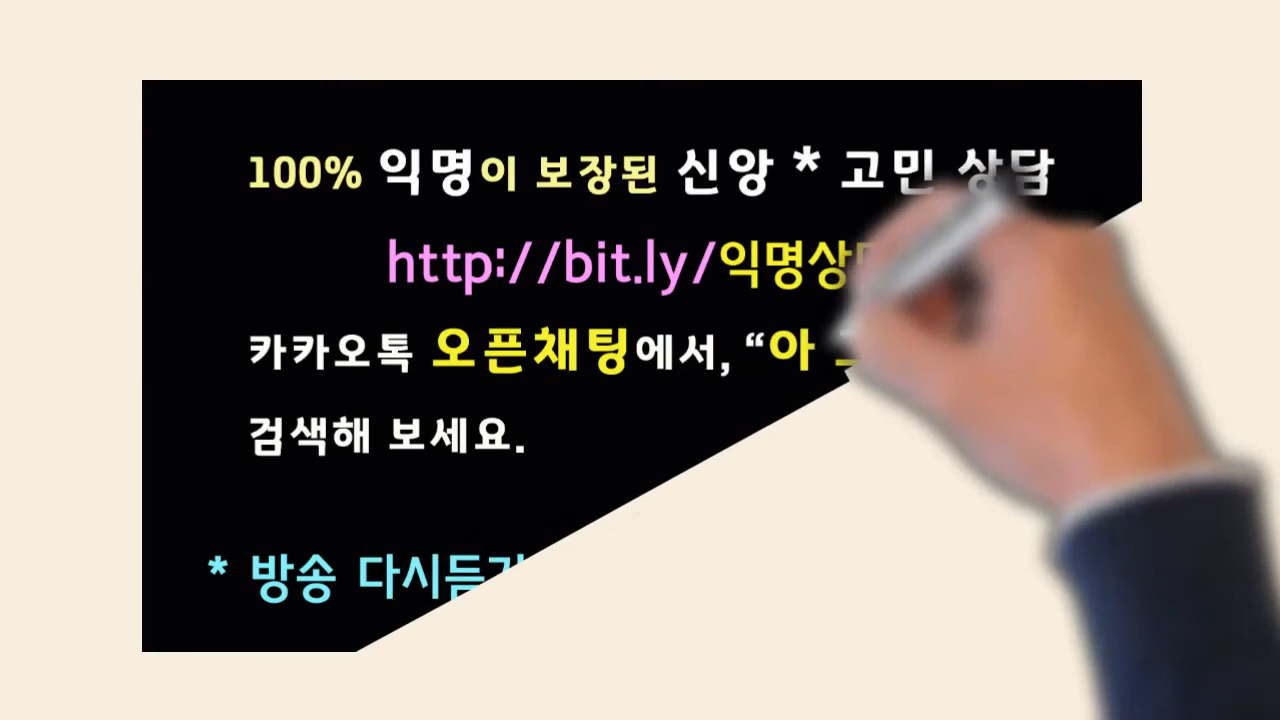 100% 익명이 보장된 신앙 * 고민 상담
http://bit.ly/익명상
카카오톡 오픈채팅에서, “아
검색해 보세요.
* 방송 다시듣